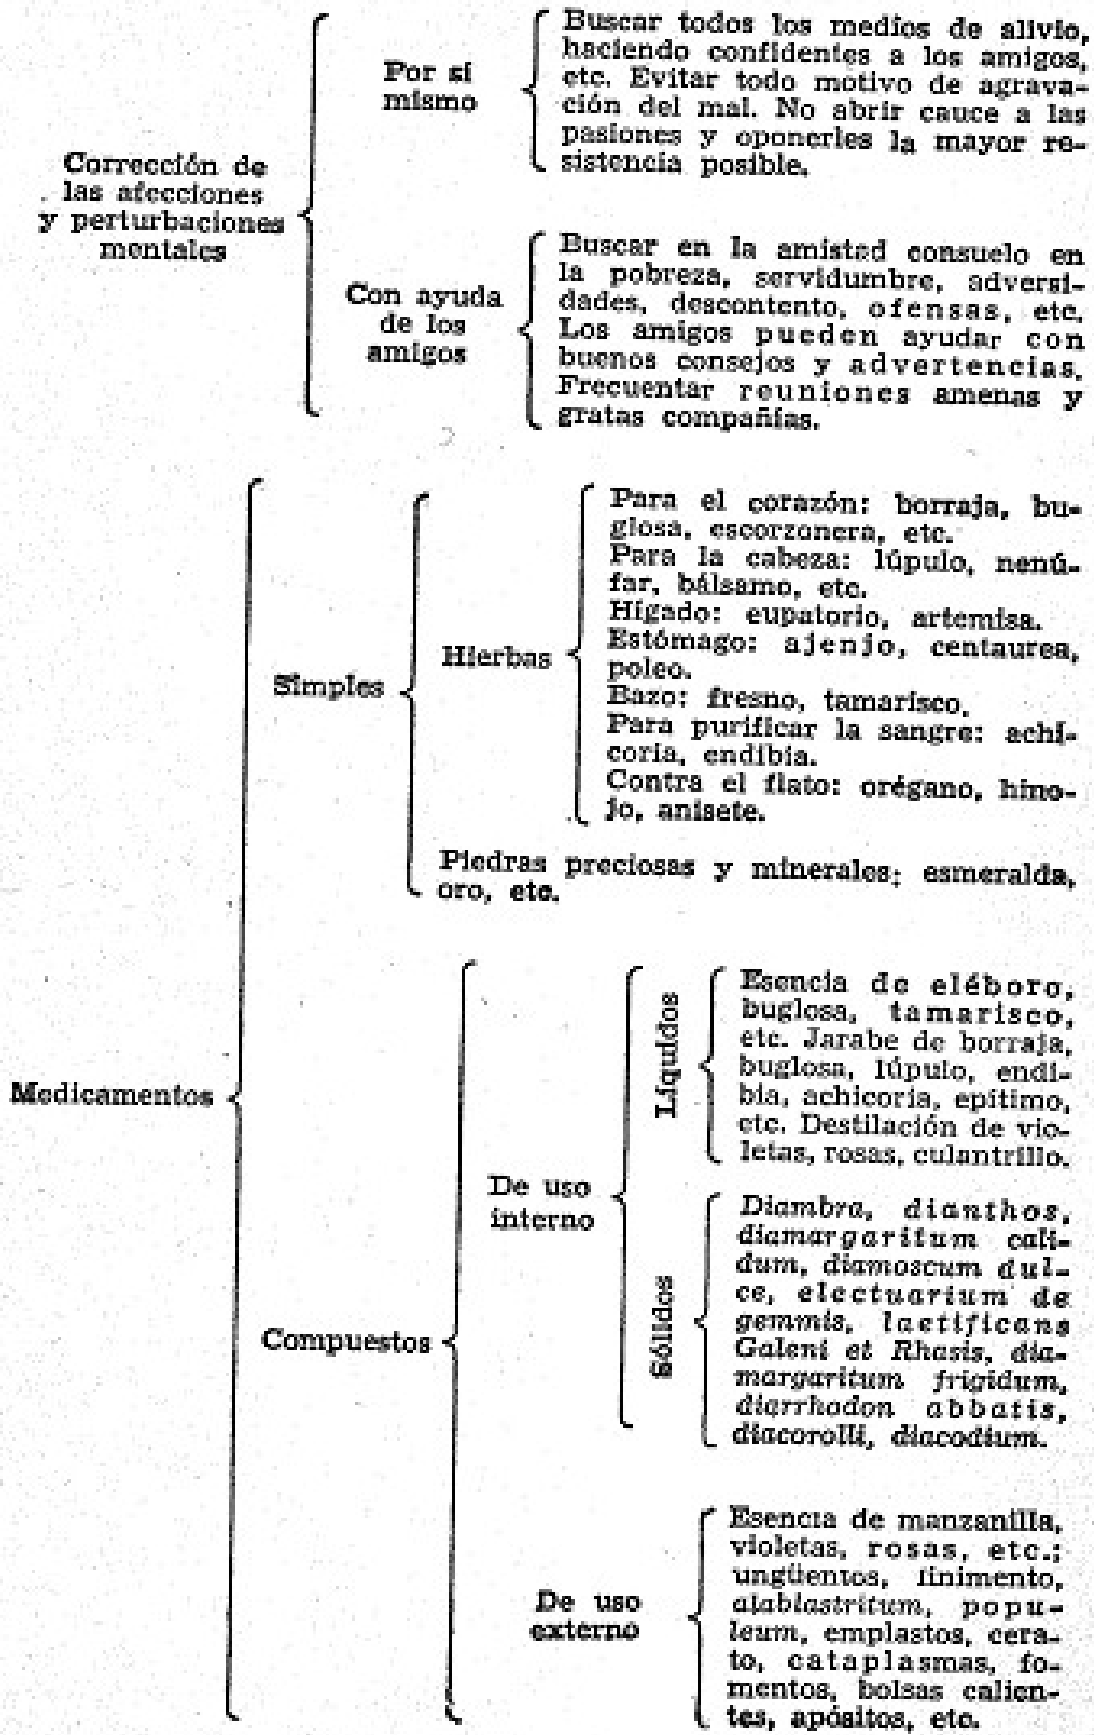 Corrección de
las afecciones
y perturbaciones
mentales
Por sí
mismo
Buscar todos los medios de alivio,
haciendo confidentes a los amigos,
etc. Evitar todo motivo de agrava-
ción del mal. No abrir cauce a las
pasiones y oponerles la mayor re-
sistencia posible.
Con ayuda
de los
amigos
Buscar en la amistad consuelo en
la pobreza, servidumbre, adversi-
dades, descontento, ofensas, etc.
Los amigos pueden ayudar con
buenos consejos y advertencias.
Frecuentar reuniones amenas y
gratas compañías.
Medicamentos
Simples
Hierbas
Para el corazón: borraja, bu-
glosa, escorzonera, etc.
Para la cabeza: lúpulo, nenú-
far, bálsamo, etc.
Hígado: eupatorio, artemisa.
Estómago: ajenjo, centaurea,
poleo.
Bazo: fresno, tamarisco.
Para purificar la sangre: achi-
coria, endibia.
Contra el flato: orégano, hino-
jo, anisete.
Piedras preciosas y minerales: esmeralda,
oro, etc.
Compuestos
De uso
interno
Líquidos
Esencia de eléboro,
buglosa, tamarisco,
etc. Jarabe de borraja,
buglosa, lúpulo, endi-
bia, achicoria, epítimo,
etc. Destilación de vio-
letas, rosas, culantrillo.
Sólidos
Diambra, dianthos,
diamargaritum cali-
dum, diamoscum dul-
ce, electuarium de
gemmis, laetificans
Galeni et Rhasis, dia-
margaritum frigidum,
diarrhodon abbatis,
diacorolli, diacodium.
De uso
externo
Esencia de manzanilla,
violetas, rosas, etc.;
ungüentos, linimento,
alablastritum, popu-
leum, emplastos, cera-
to, cataplasmas, fo-
mentos, bolsas calien-
tes, apósitos, etc.